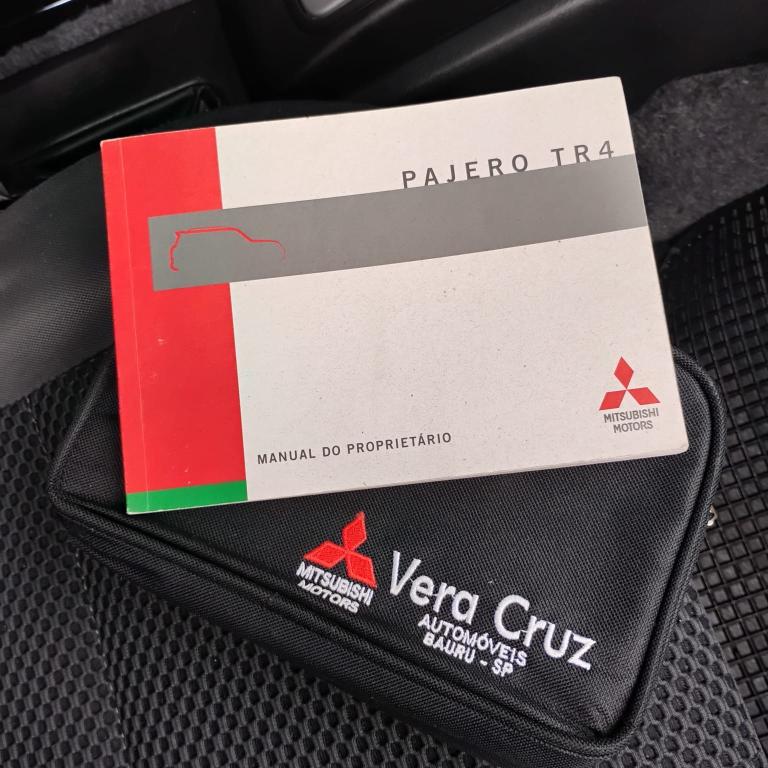 PAJERO TR4
MITSUBISHI
MOTORS
MANUAL DO PROPRIETÁRIO
MITSUBISHI
MOTORS
Vera Cruz
AUTOMÓVEIS
BAURU - SP